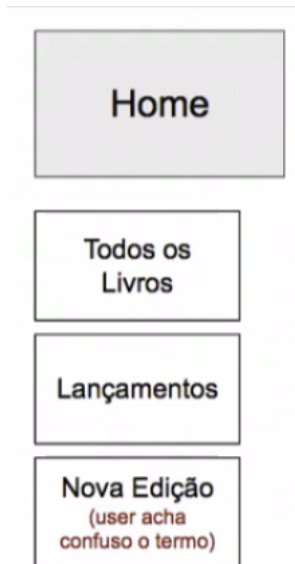 Home
Todos os
Livros
Lançamentos
Nova Edição
(user acha
confuso o termo)